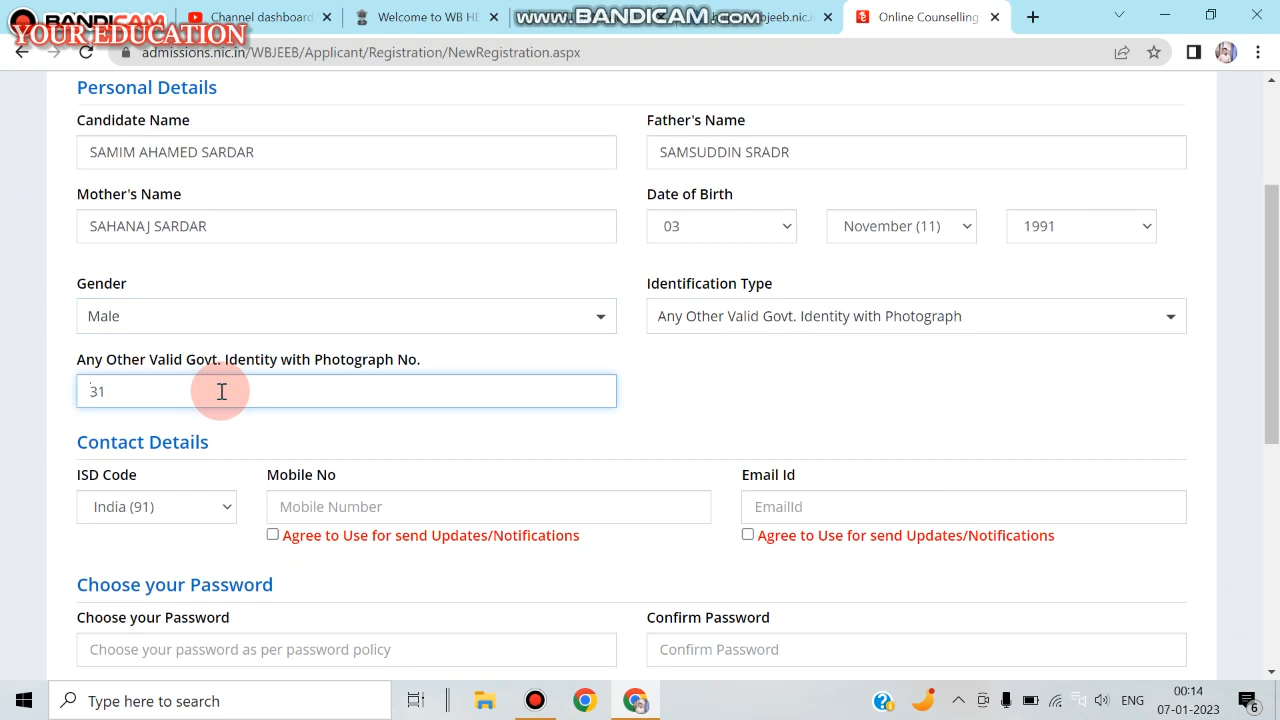 BANDICAM
YOUR EDUCATION
Channel dashboard
Welcome to WBJ
www.BANDICAM.com
Online Counselling
admissions.nic.in/WBJEEB/Applicant/Registration/NewRegistration.aspx
Personal Details
Candidate Name
Father's Name
SAMIM AHAMED SARDAR
SAMSUDDIN SRADR
Mother's Name
Date of Birth
SAHANAJ SARDAR
03
November (11)
1991
Gender
Identification Type
Male
Any Other Valid Govt. Identity with Photograph
Any Other Valid Govt. Identity with Photograph No.
31
Contact Details
ISD Code
Mobile No
Email Id
India (91)
Mobile Number
EmailId
Agree to Use for send Updates/Notifications
Agree to Use for send Updates/Notifications
Choose your Password
Choose your Password
Confirm Password
Choose your password as per password policy
Confirm Password
Type here to search
ENG
00:14
07-01-2023
6